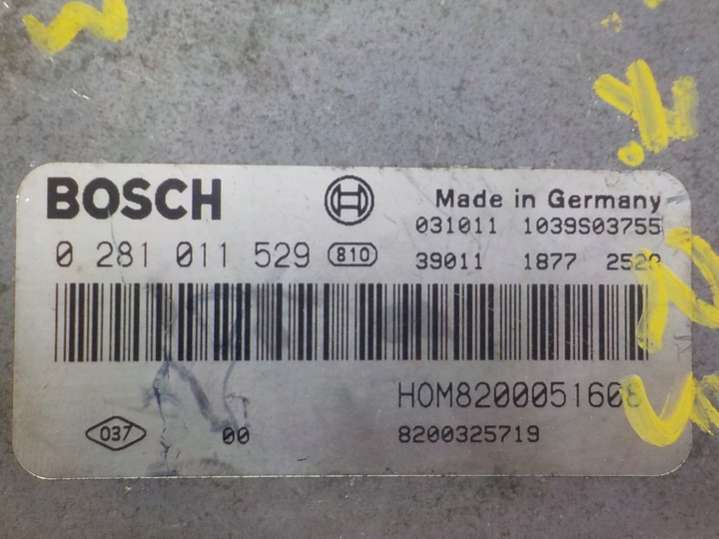 BOSCH
Made in Germany
031011 1039S03755
0 281 011 529 810
39011 1877
HOM8200051608
037 00
8200325719